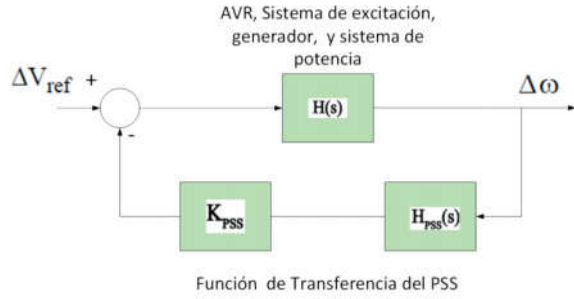 AVR, Sistema de excitación,
generador, y sistema de
potencia
ΔV_ref +
-
H(s)
Δω
K_PSS
H_PSS(s)
Función de Transferencia del PSS